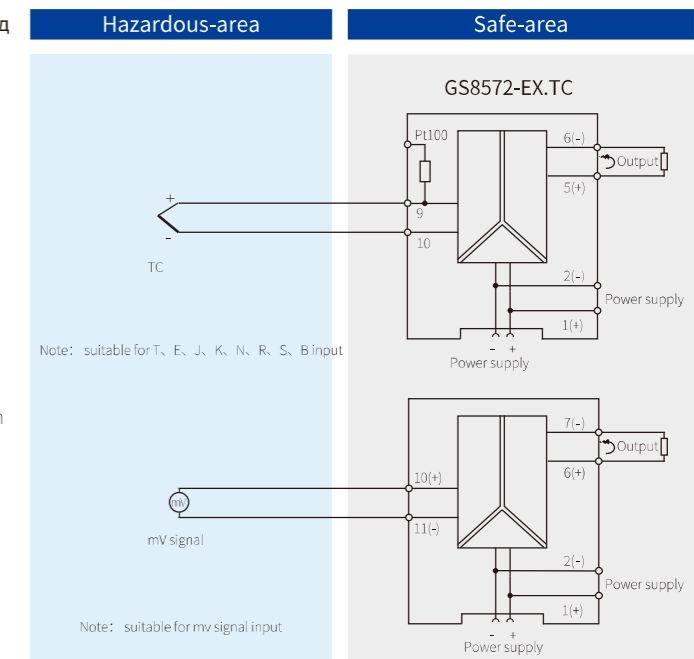 д
Hazardous-area
Safe-area
GS8572-EX.TC
Pt100
6(-)
Output
5(+)
+
9
-
10
TC
2(-)
Power supply
1(+)
- +
Power supply
Note: suitable for T、E、J、K、N、R、S、B input
7(-)
Output
6(+)
10(+)
mV
11(-)
mV signal
2(-)
Power supply
1(+)
- +
Power supply
Note: suitable for mv signal input